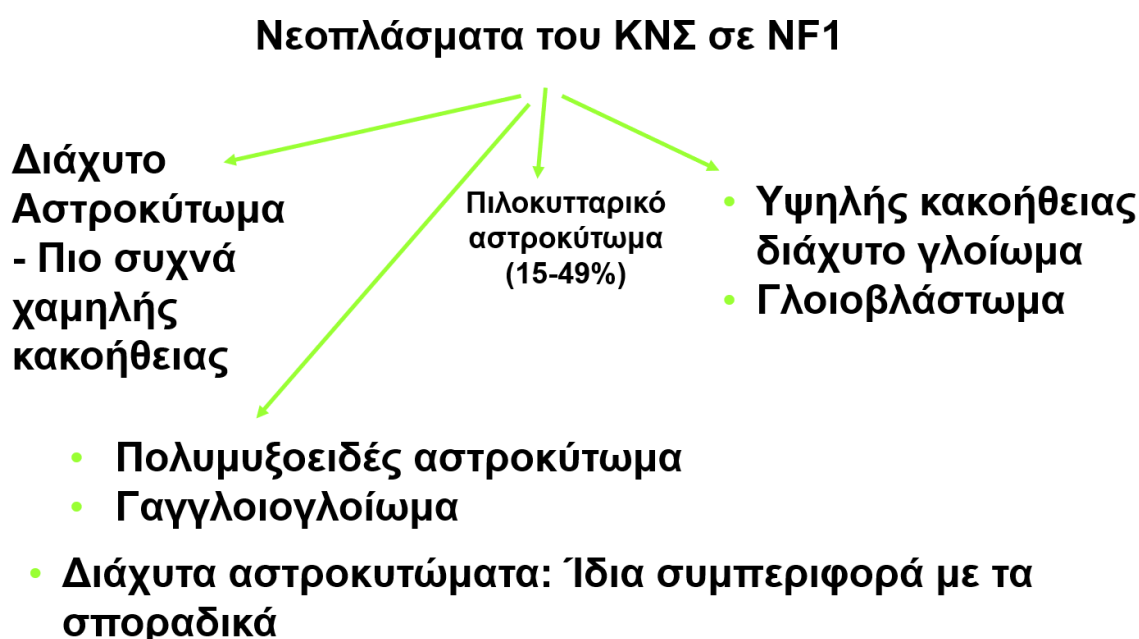 Νεοπλάσματα του ΚΝΣ σε NF1
Διάχυτο
Αστροκύτωμα
- Πιο συχνά
χαμηλής
κακοήθειας
Πιλοκυτταρικό
αστροκύτωμα
(15-49%)
• Υψηλής κακοήθειας
διάχυτο γλοίωμα
• Γλοιοβλάστωμα
• Πολυμυξοειδές αστροκύτωμα
• Γαγγλοιογλοίωμα
• Διάχυτα αστροκυτώματα: Ίδια συμπεριφορά με τα
σποραδικά